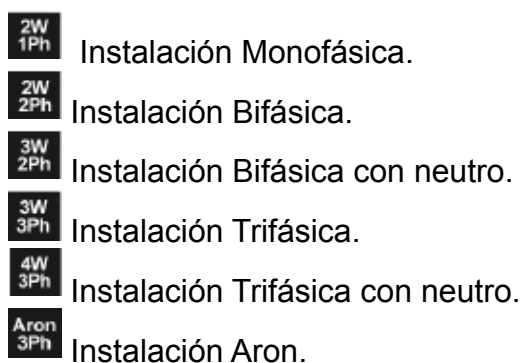 2W
1Ph Instalación Monofásica.
2W
2Ph Instalación Bifásica.
3W
2Ph Instalación Bifásica con neutro.
3W
3Ph Instalación Trifásica.
4W
3Ph Instalación Trifásica con neutro.
Aron
3Ph Instalación Aron.